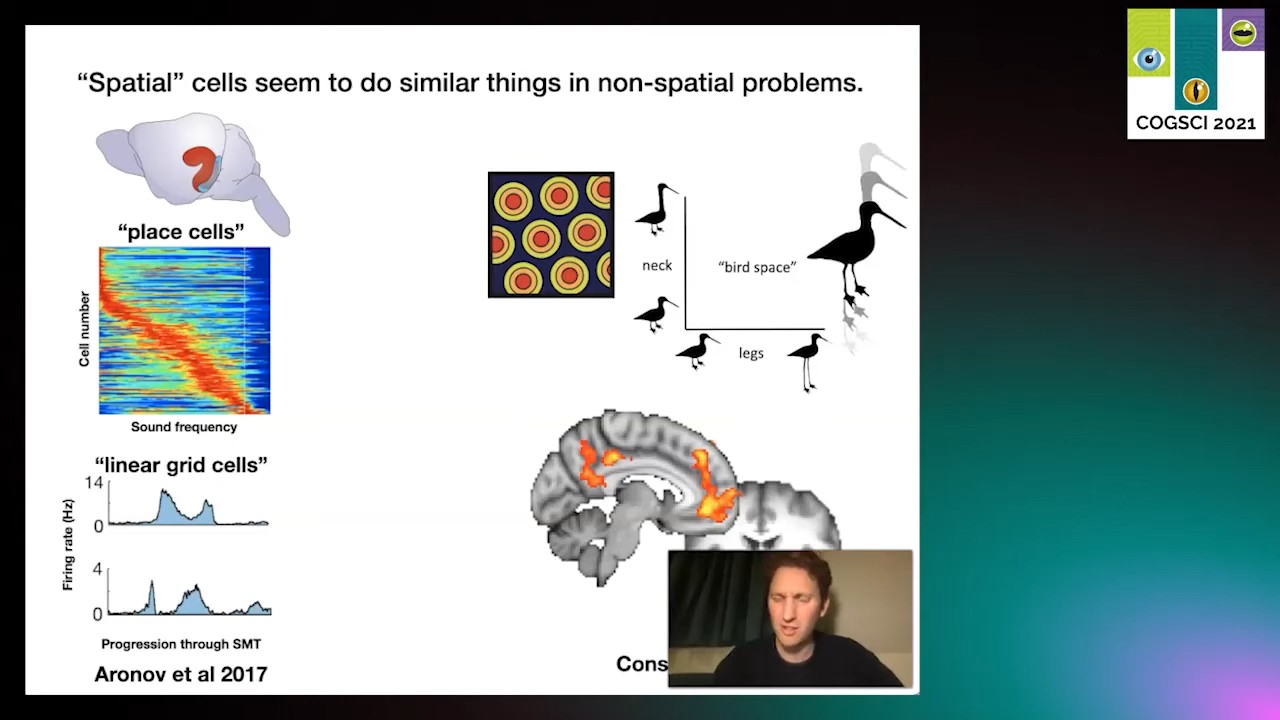 “Spatial” cells seem to do similar things in non-spatial problems.
“place cells”
Cell number
Sound frequency
“linear grid cells”
14
0
Firing rate (Hz)
4
0
Progression through SMT
Aronov et al 2017
neck
“bird space”
legs
COGSCI 2021